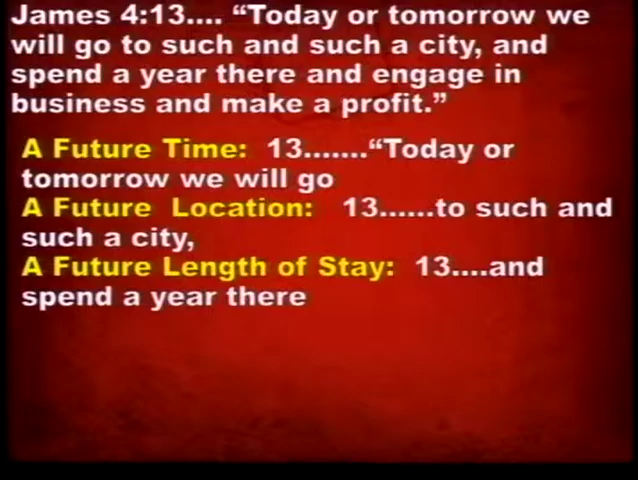 James 4:13.... “Today or tomorrow we
will go to such and such a city, and
spend a year there and engage in
business and make a profit.”
A Future Time: 13.......“Today or
tomorrow we will go
A Future Location: 13......to such and
such a city,
A Future Length of Stay: 13....and
spend a year there